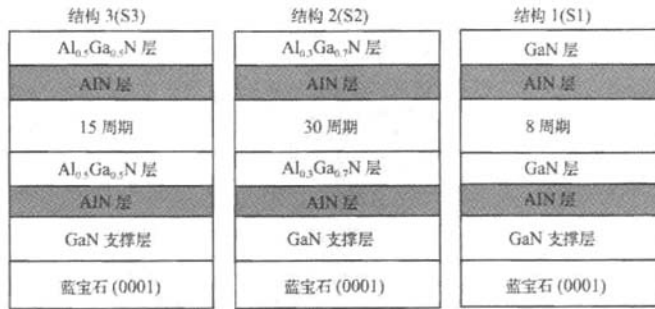 结构 3(S3)
Al0.5Ga0.5N 层
AlN 层
15 周期
Al0.5Ga0.5N 层
AlN 层
GaN 支撑层
蓝宝石 (0001)
结构 2(S2)
Al0.3Ga0.7N 层
AlN 层
30 周期
Al0.3Ga0.7N 层
AlN 层
GaN 支撑层
蓝宝石 (0001)
结构 1(S1)
GaN 层
AlN 层
8 周期
GaN 层
AlN 层
GaN 支撑层
蓝宝石 (0001)